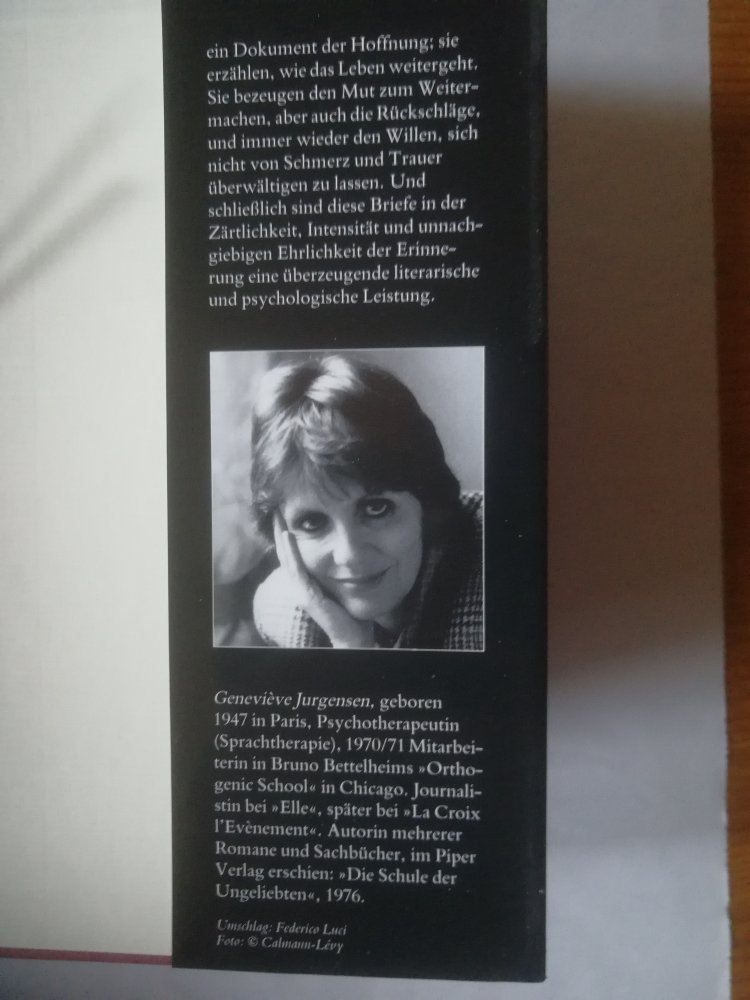 ein Dokument der Hoffnung; sie
erzählen, wie das Leben weitergeht.
Sie bezeugen den Mut zum Weiter-
machen, aber auch die Rückschläge,
und immer wieder den Willen, sich
nicht von Schmerz und Trauer
überwältigen zu lassen. Und
schließlich sind diese Briefe in der
Zärtlichkeit, Intensität und unnach-
giebigen Ehrlichkeit der Erinne-
rung eine überzeugende literarische
und psychologische Leistung.
Geneviève Jurgensen, geboren
1947 in Paris, Psychotherapeutin
(Sprachtherapie), 1970/71 Mitarbei-
terin in Bruno Bettelheims »Ortho-
genic School« in Chicago. Journali-
stin bei »Elle«, später bei »La Croix
l'Evènement«. Autorin mehrerer
Romane und Sachbücher, im Piper
Verlag erschien: »Die Schule der
Ungeliebten«, 1976.
Umschlag: Federico Luci
Foto: © Calmann-Lévy